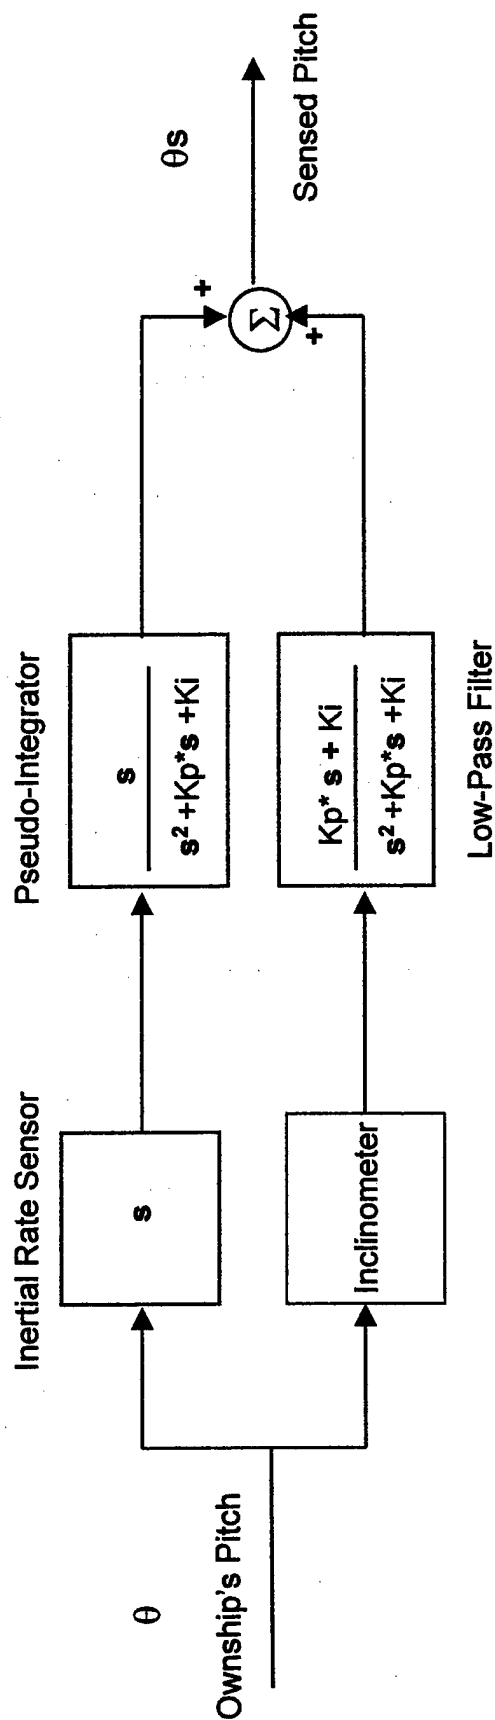 θ
Ownship's Pitch
Inertial Rate Sensor
s
Inclinometer
Pseudo-Integrator
s
s² +Kp*s +Ki
Kp* s + Ki
s² +Kp*s +Ki
Low-Pass Filter
+
Σ
+
θs
Sensed Pitch